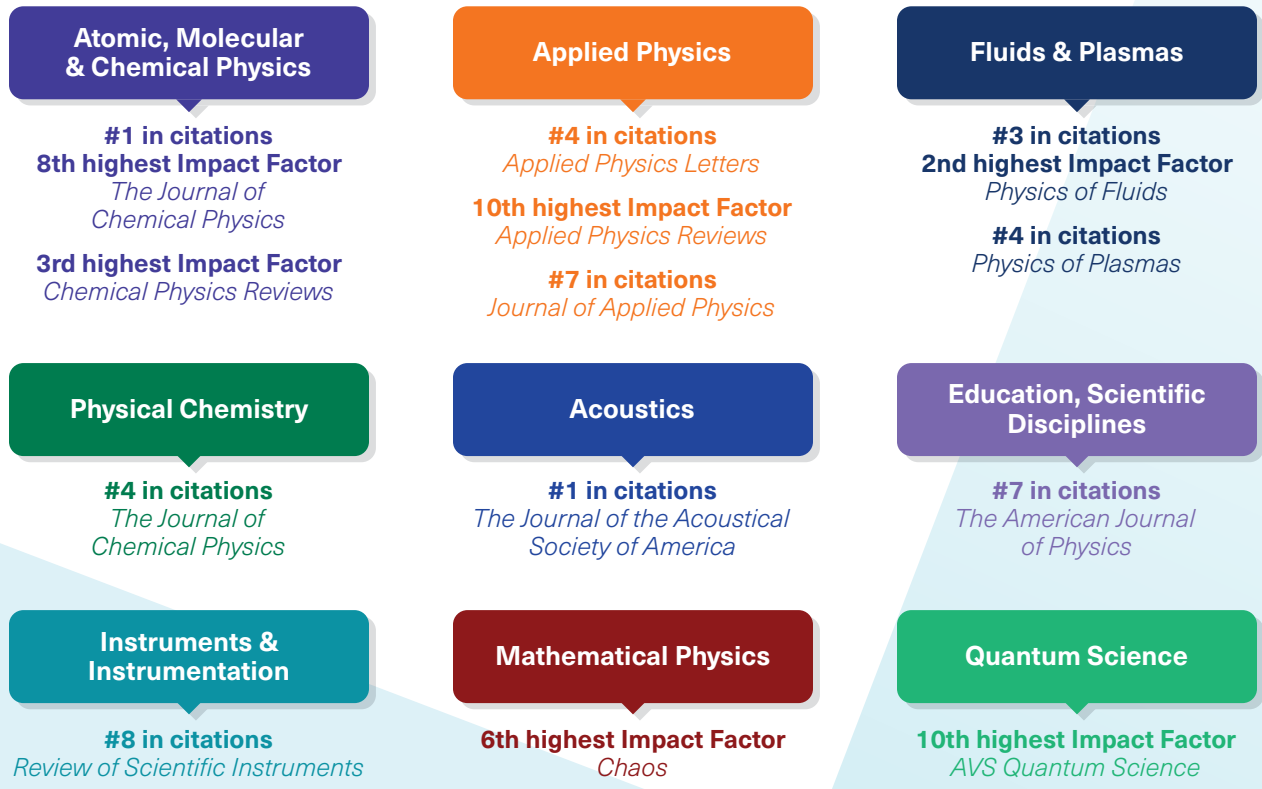 Atomic, Molecular
& Chemical Physics
#1 in citations
8th highest Impact Factor
The Journal of
Chemical Physics
3rd highest Impact Factor
Chemical Physics Reviews
Applied Physics
#4 in citations
Applied Physics Letters
10th highest Impact Factor
Applied Physics Reviews
#7 in citations
Journal of Applied Physics
Fluids & Plasmas
#3 in citations
2nd highest Impact Factor
Physics of Fluids
#4 in citations
Physics of Plasmas
Physical Chemistry
#4 in citations
The Journal of
Chemical Physics
Acoustics
#1 in citations
The Journal of the Acoustical
Society of America
Education, Scientific
Disciplines
#7 in citations
The American Journal
of Physics
Instruments &
Instrumentation
#8 in citations
Review of Scientific Instruments
Mathematical Physics
6th highest Impact Factor
Chaos
Quantum Science
10th highest Impact Factor
AVS Quantum Science